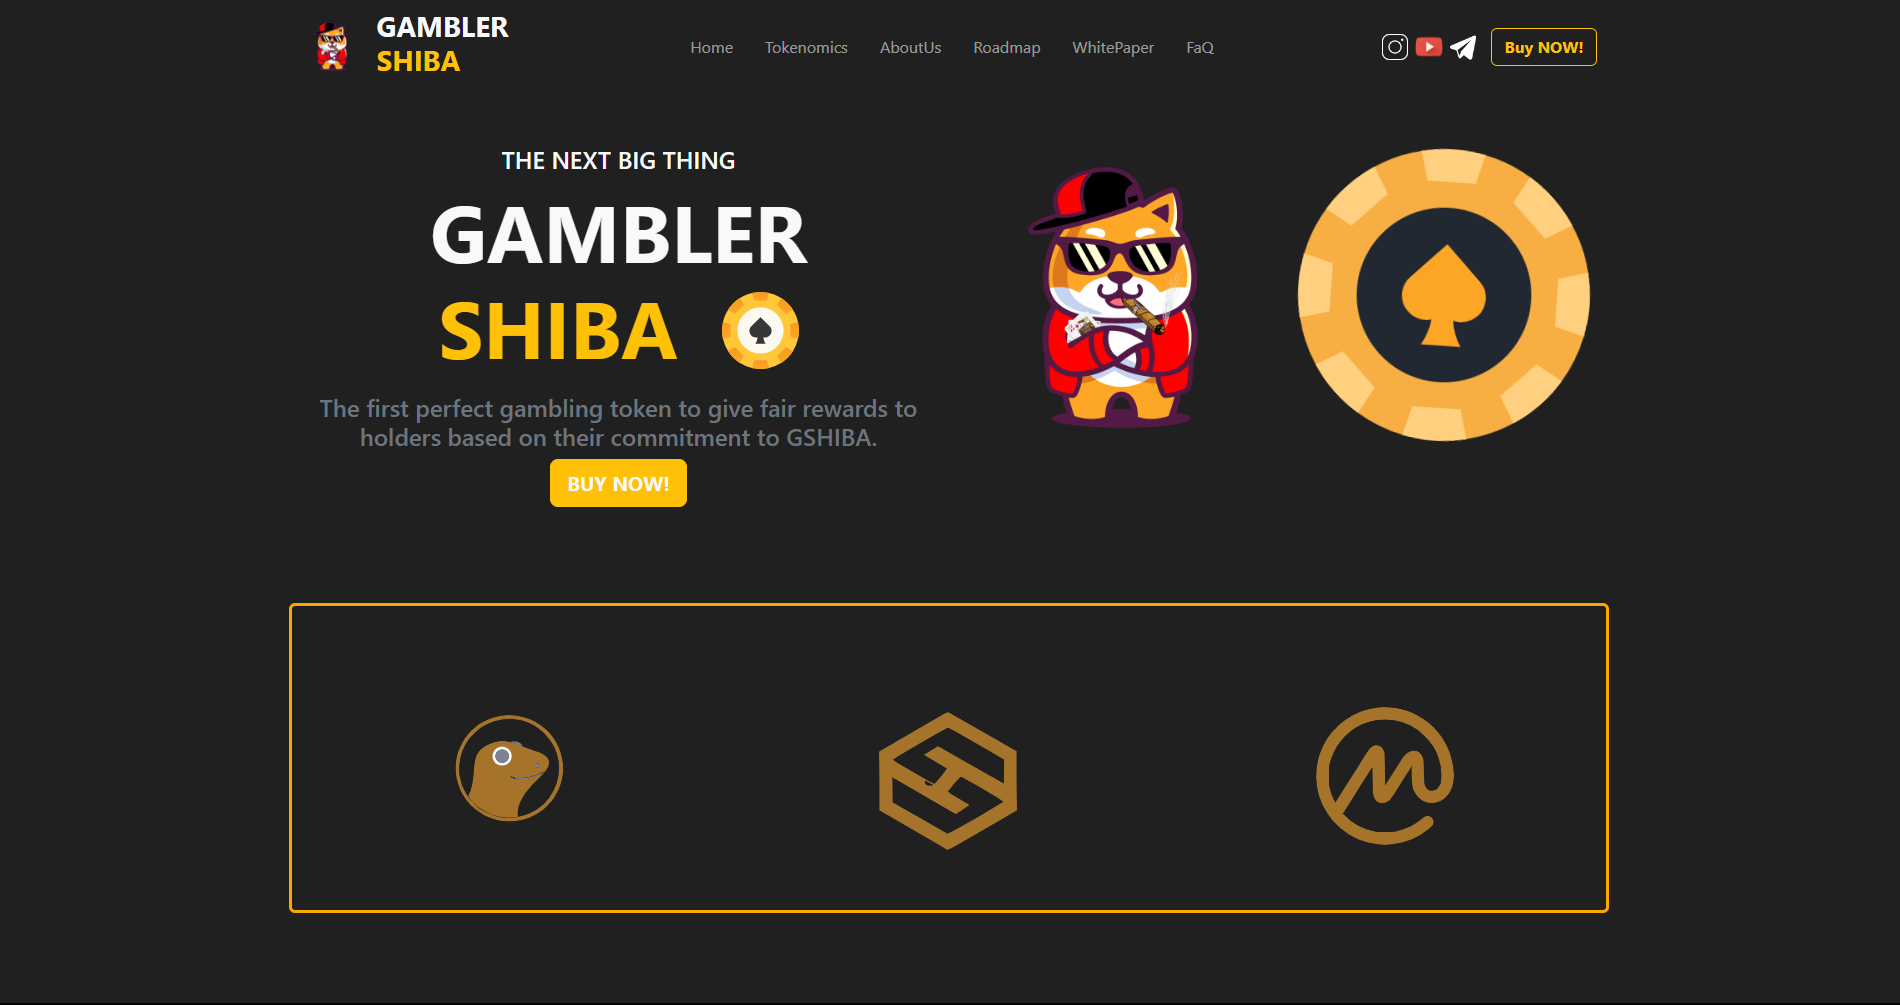 GAMBLER
SHIBA
Home Tokenomics AboutUs Roadmap WhitePaper FaQ
Buy NOW!
THE NEXT BIG THING
GAMBLER
SHIBA
The first perfect gambling token to give fair rewards to
holders based on their commitment to GSHIBA.
BUY NOW!